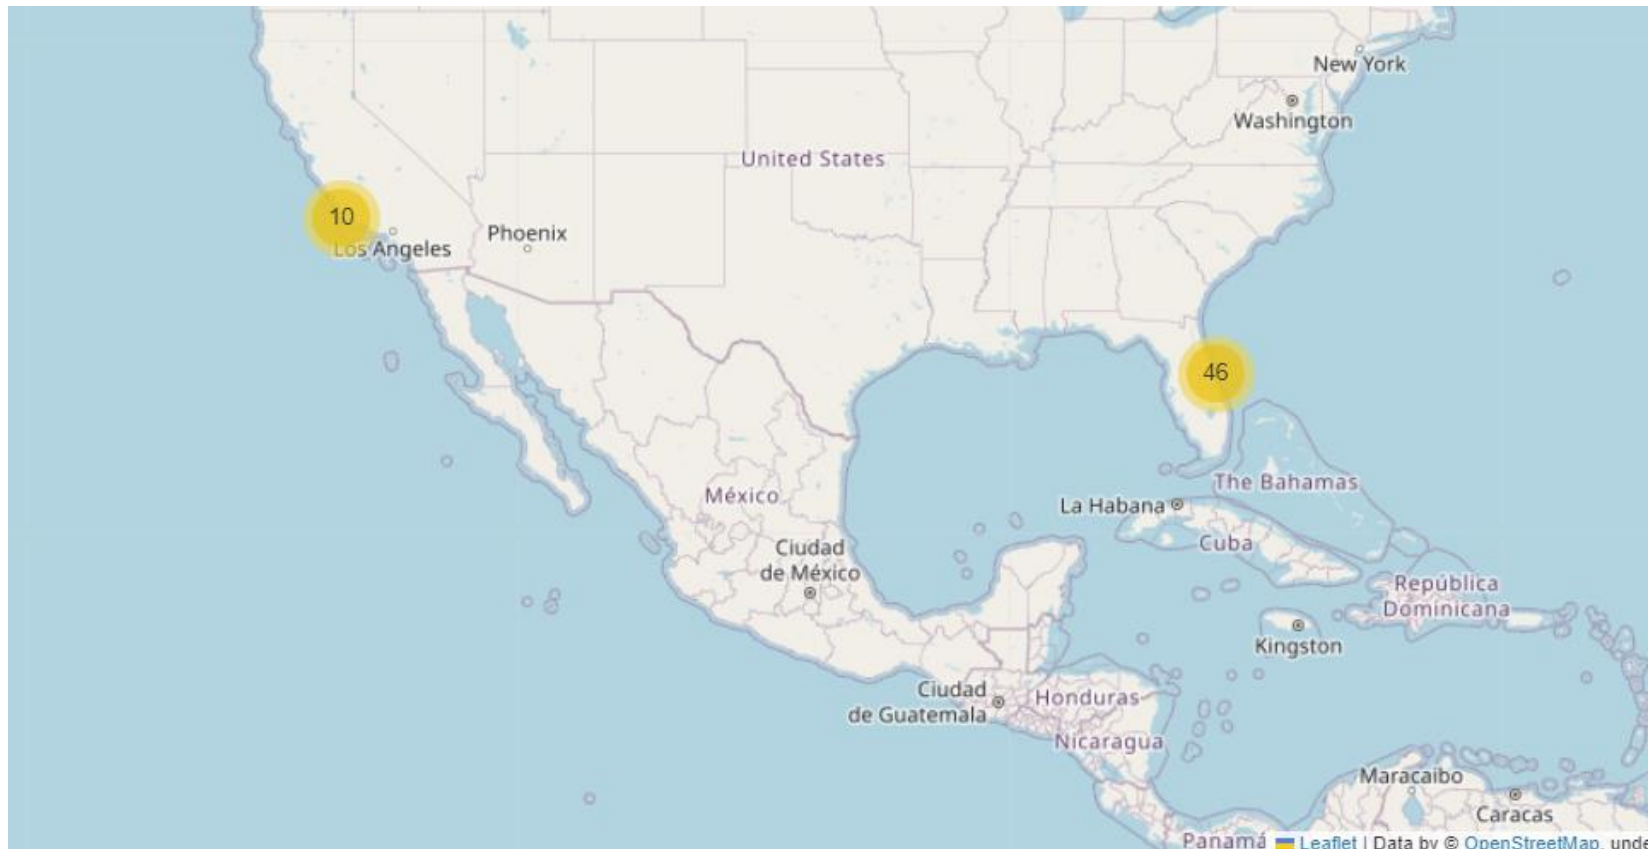 New York
Washington
United States
10
Phoenix
Los Angeles
46
The Bahamas
México
La Habana
Cuba
Ciudad
de México
República
Dominicana
Kingston
Ciudad
de Guatemala
Honduras
Nicaragua
Maracaibo
Caracas
Panamá
Leaflet | Data by © OpenStreetMap, unde